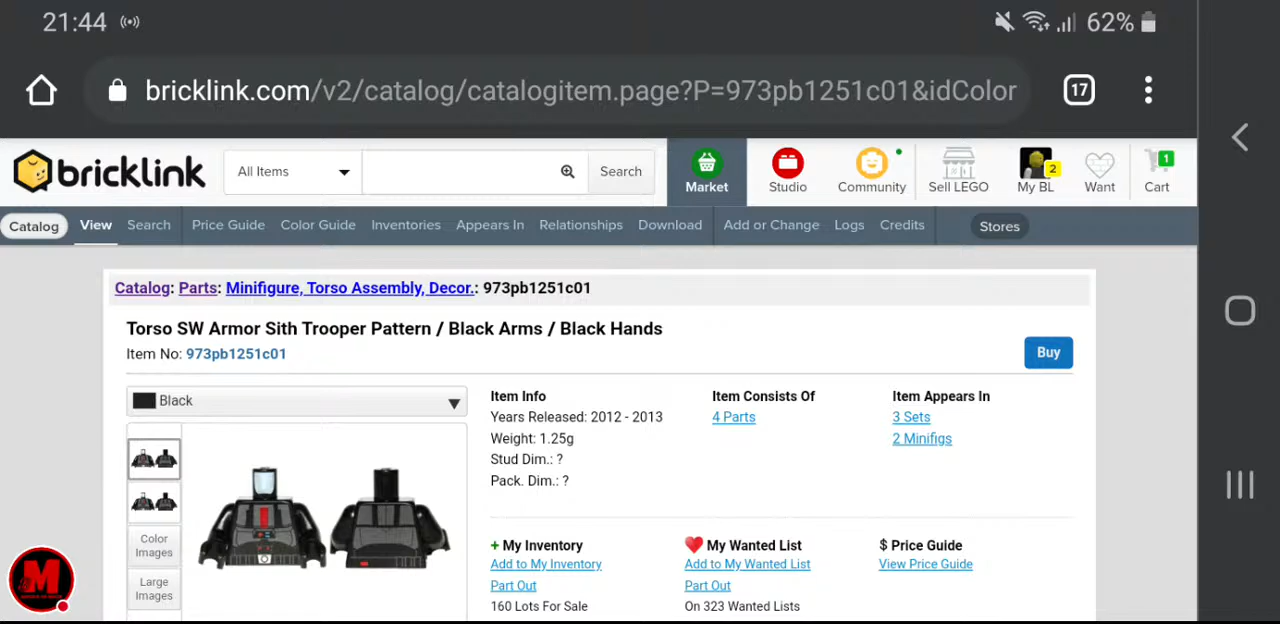 21:44 62%
bricklink.com/v2/catalog/catalogitem.page?P=973pb1251c01&idColor 17
bricklink All Items Search Market Studio Community Sell LEGO 2 My BL Want 1 Cart
Catalog View Search Price Guide Color Guide Inventories Appears In Relationships Download Add or Change Logs Credits Stores
Catalog: Parts: Minifigure, Torso Assembly, Decor.: 973pb1251c01
Torso SW Armor Sith Trooper Pattern / Black Arms / Black Hands
Item No: 973pb1251c01
Buy
Black
Item Info Item Consists Of Item Appears In
Years Released: 2012 - 2013 4 Parts 3 Sets
Weight: 1.25g 2 Minifigs
Stud Dim.: ?
Pack. Dim.: ?
Color
Images
Large
Images
+ My Inventory My Wanted List $ Price Guide
Add to My Inventory Add to My Wanted List View Price Guide
Part Out Part Out
160 Lots For Sale On 323 Wanted Lists
M